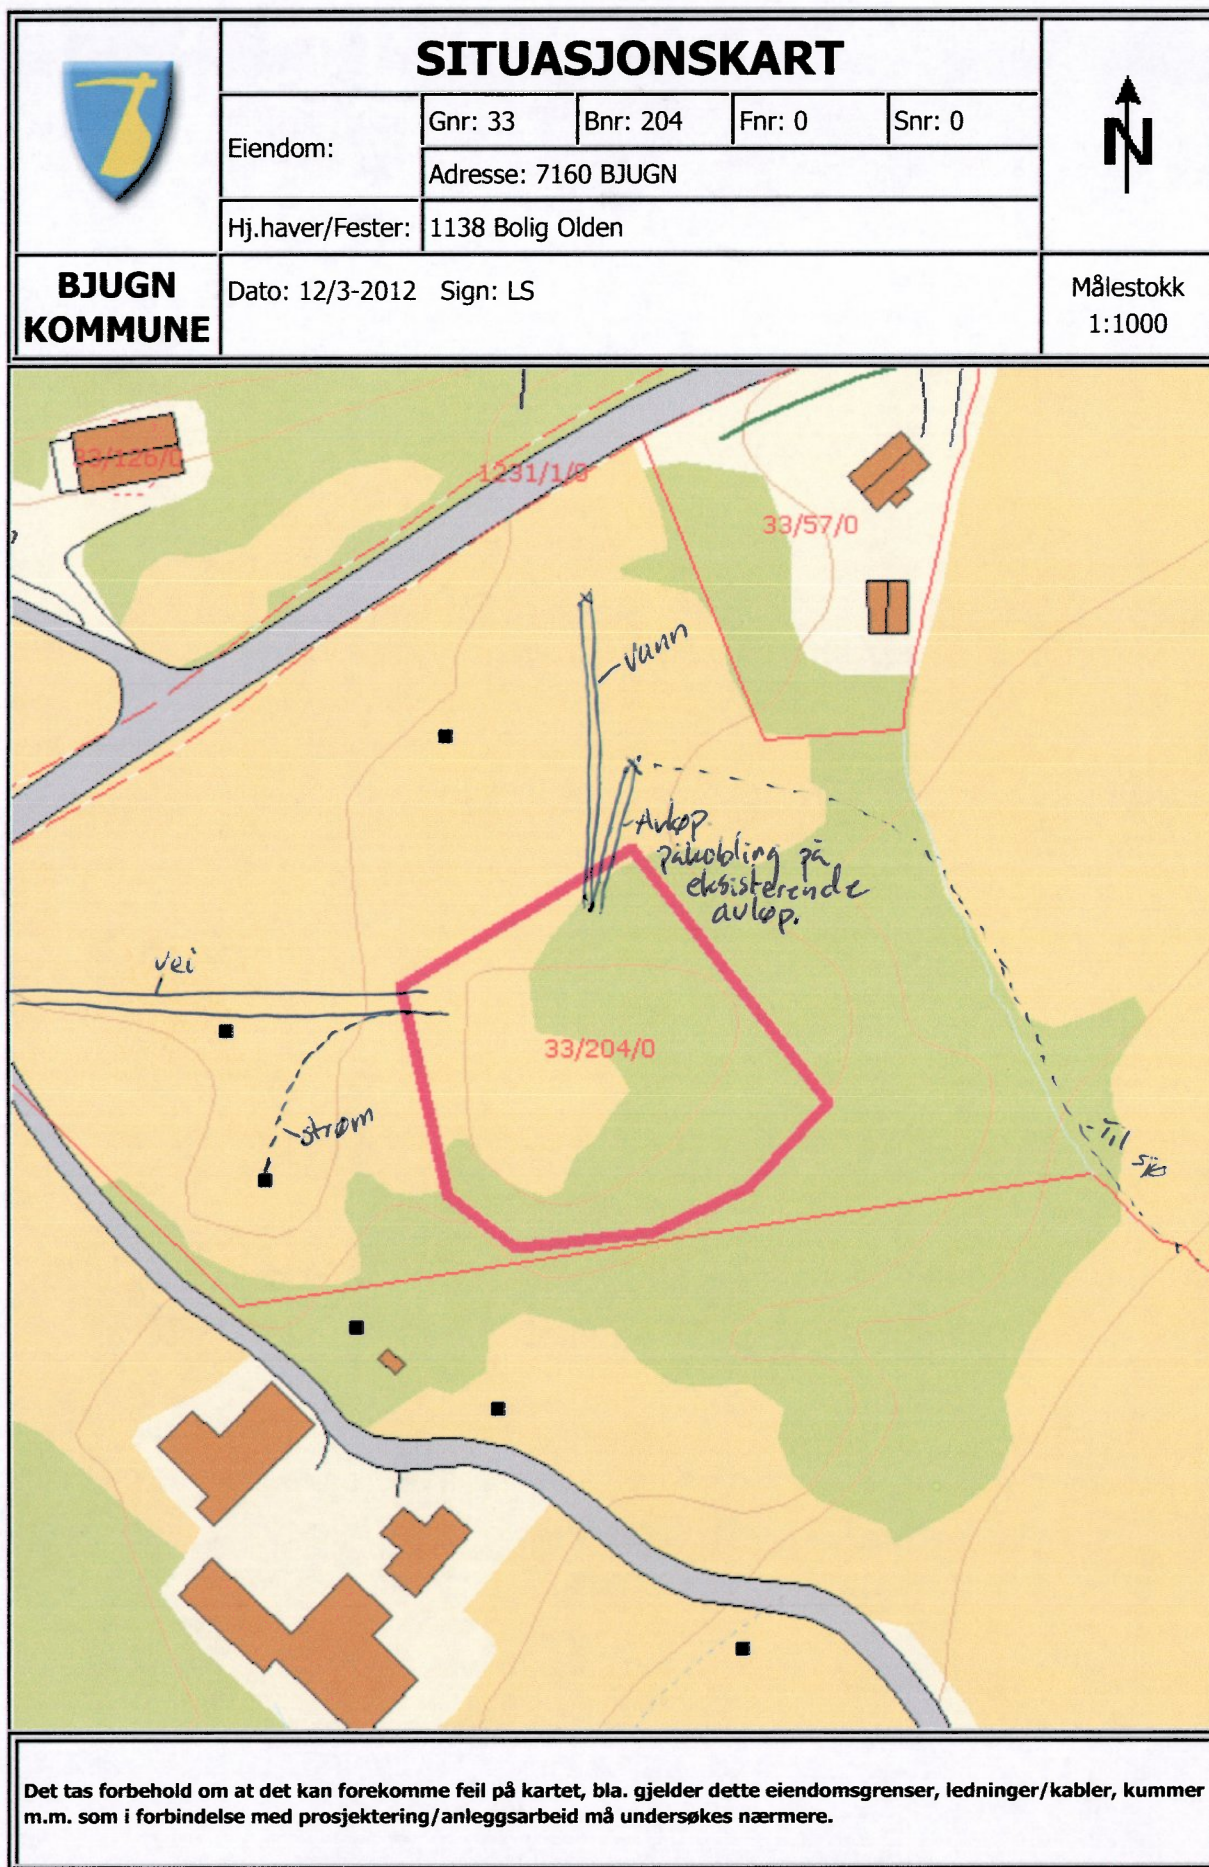 SITUASJONSKART
Eiendom:
Gnr: 33
Bnr: 204
Fnr: 0
Snr: 0
Adresse: 7160 BJUGN
Hj.haver/Fester:
1138 Bolig Olden
N
BJUGN
KOMMUNE
Dato: 12/3-2012 Sign: LS
Målestokk
1:1000
33/126/0
1231/1/0
33/57/0
vann
Avløp
påkobling på
eksisterende
avløp.
vei
33/204/0
strøm
Til
sjø
Det tas forbehold om at det kan forekomme feil på kartet, bla. gjelder dette eiendomsgrenser, ledninger/kabler, kummer
m.m. som i forbindelse med prosjektering/anleggsarbeid må undersøkes nærmere.